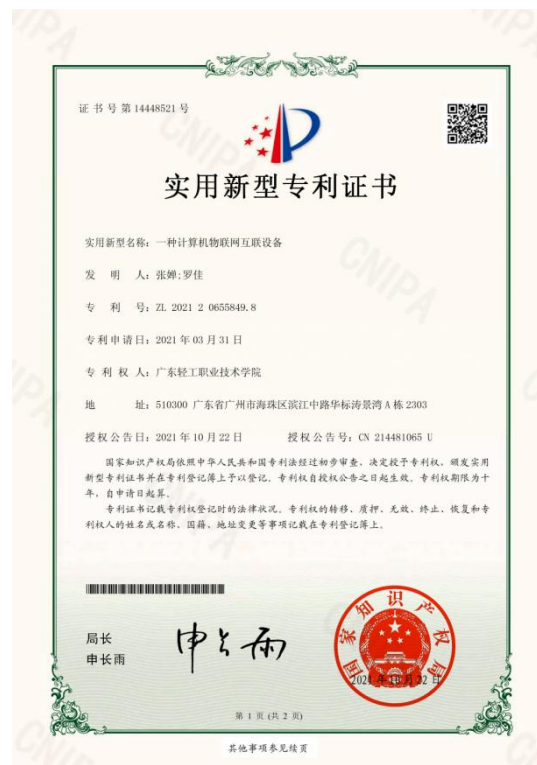 证书号第14448521号
实用新型专利证书
实用新型名称：一种计算机物联网互联设备
发明人：张婵;罗佳
专利号：ZL 2021 2 0655849.8
专利申请日：2021年03月31日
专利权人：广东轻工职业技术学院
地址：510300 广东省广州市海珠区滨江中路华标涛景湾A栋2303
授权公告日：2021年10月22日 授权公告号：CN 214481065 U
国家知识产权局依照中华人民共和国专利法经过初步审查，决定授予专利权，颁发实用
新型专利证书并在专利登记簿上予以登记。专利权自授权公告之日起生效。专利权期限为十
年，自申请日起算。
专利证书记载专利权登记时的法律状况。专利权的转移、质押、无效、终止、恢复和专
利权人的姓名或名称、国籍、地址变更等事项记载在专利登记簿上。
局长
申长雨
申长雨
国家知识产权局
2021年10月22日
第 1 页 (共 2 页)
其他事项参见续页
CNIPA
CNIPA
CNIPA
CNIPA